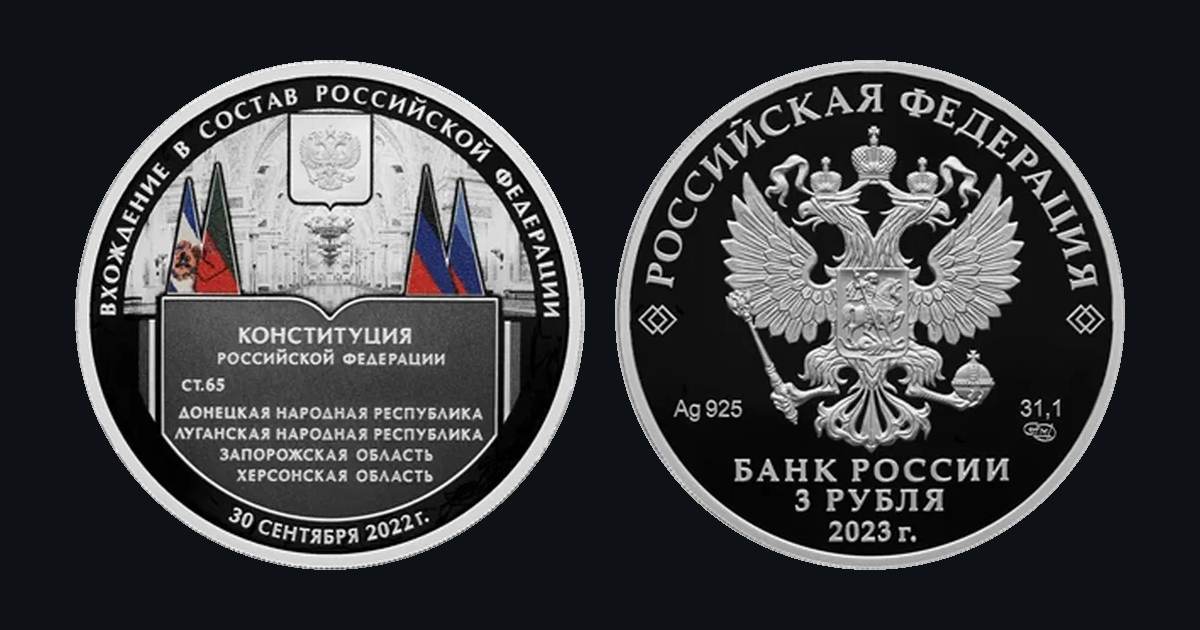 ВХОЖДЕНИЕ В СОСТАВ РОССИЙСКОЙ ФЕДЕРАЦИИ
КОНСТИТУЦИЯ
РОССИЙСКОЙ ФЕДЕРАЦИИ
СТ.65
ДОНЕЦКАЯ НАРОДНАЯ РЕСПУБЛИКА
ЛУГАНСКАЯ НАРОДНАЯ РЕСПУБЛИКА
ЗАПОРОЖСКАЯ ОБЛАСТЬ
ХЕРСОНСКАЯ ОБЛАСТЬ
30 СЕНТЯБРЯ 2022 г.
РОССИЙСКАЯ ФЕДЕРАЦИЯ
Ag 925
31,1
БАНК РОССИИ
3 РУБЛЯ
2023 г.